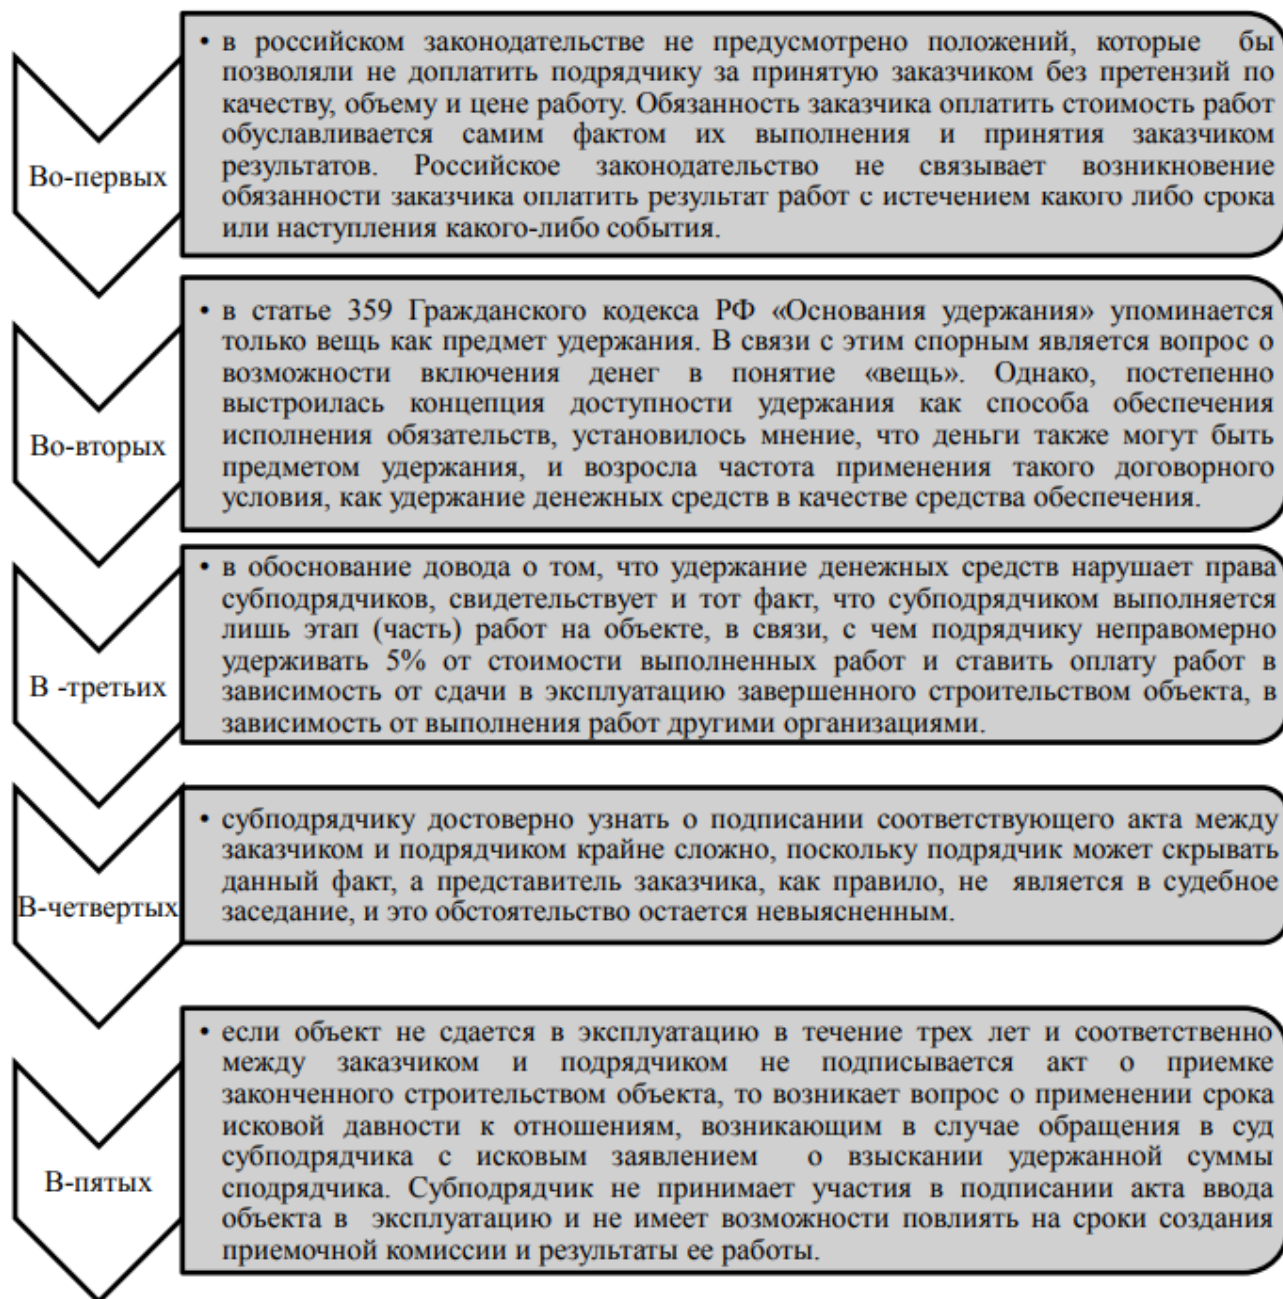 Во-первых
• в российском законодательстве не предусмотрено положений, которые бы
позволяли не доплатить подрядчику за принятую заказчиком без претензий по
качеству, объему и цене работу. Обязанность заказчика оплатить стоимость работ
обуславливается самим фактом их выполнения и принятия заказчиком
результатов. Российское законодательство не связывает возникновение
обязанности заказчика оплатить результат работ с истечением какого либо срока
или наступления какого-либо события.
Во-вторых
• в статье 359 Гражданского кодекса РФ «Основания удержания» упоминается
только вещь как предмет удержания. В связи с этим спорным является вопрос о
возможности включения денег в понятие «вещь». Однако, постепенно
выстроилась концепция доступности удержания как способа обеспечения
исполнения обязательств, установилось мнение, что деньги также могут быть
предметом удержания, и возросла частота применения такого договорного
условия, как удержание денежных средств в качестве средства обеспечения.
В -третьих
• в обоснование довода о том, что удержание денежных средств нарушает права
субподрядчиков, свидетельствует и тот факт, что субподрядчиком выполняется
лишь этап (часть) работ на объекте, в связи, с чем подрядчику неправомерно
удерживать 5% от стоимости выполненных работ и ставить оплату работ в
зависимость от сдачи в эксплуатацию завершенного строительством объекта, в
зависимость от выполнения работ другими организациями.
В-четвертых
• субподрядчику достоверно узнать о подписании соответствующего акта между
заказчиком и подрядчиком крайне сложно, поскольку подрядчик может скрывать
данный факт, а представитель заказчика, как правило, не является в судебное
заседание, и это обстоятельство остается невыясненным.
В-пятых
• если объект не сдается в эксплуатацию в течение трех лет и соответственно
между заказчиком и подрядчиком не подписывается акт о приемке
законченного строительством объекта, то возникает вопрос о применении срока
исковой давности к отношениям, возникающим в случае обращения в суд
субподрядчика с исковым заявлением о взыскании удержанной суммы
сподрядчика. Субподрядчик не принимает участия в подписании акта ввода
объекта в эксплуатацию и не имеет возможности повлиять на сроки создания
приемочной комиссии и результаты ее работы.